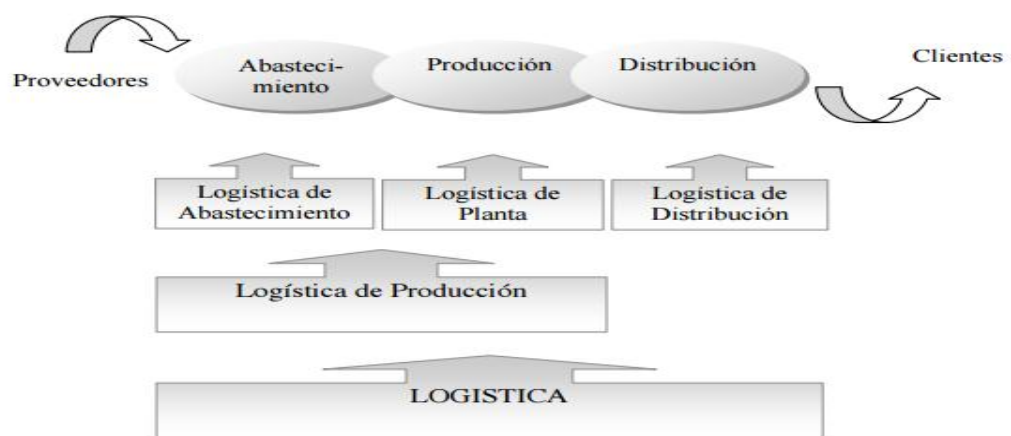 Proveedores
Abasteci-
miento
Producción
Distribución
Clientes
Logística de
Abastecimiento
Logística de
Planta
Logística de
Distribución
Logística de Producción
LOGISTICA